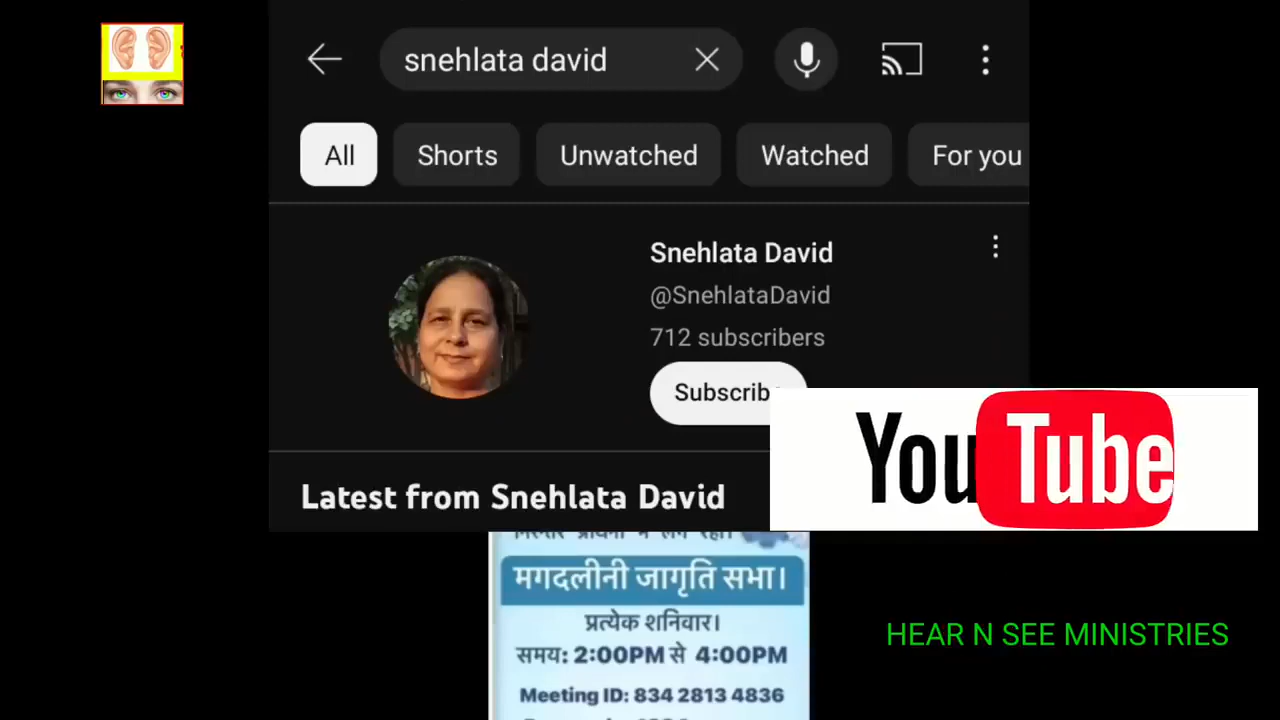 snehlata david
All Shorts Unwatched Watched For you
Snehlata David
@SnehlataDavid
712 subscribers
Subscribe
YouTube
Latest from Snehlata David
मगदलीनी जागृति सभा।
प्रत्येक शनिवार।
समय: 2:00PM से 4:00PM
HEAR N SEE MINISTRIES
Meeting ID: 834 2813 4836